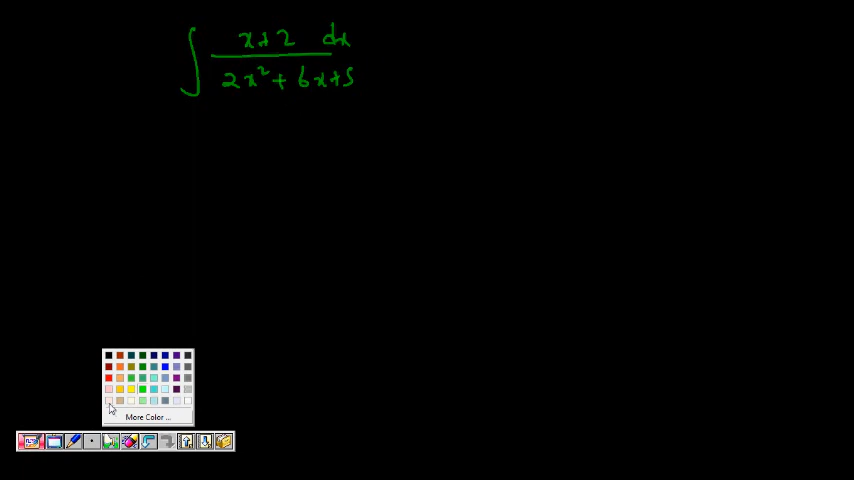 ∫ x+2 dx
2x² + 6x+5
More Color ...